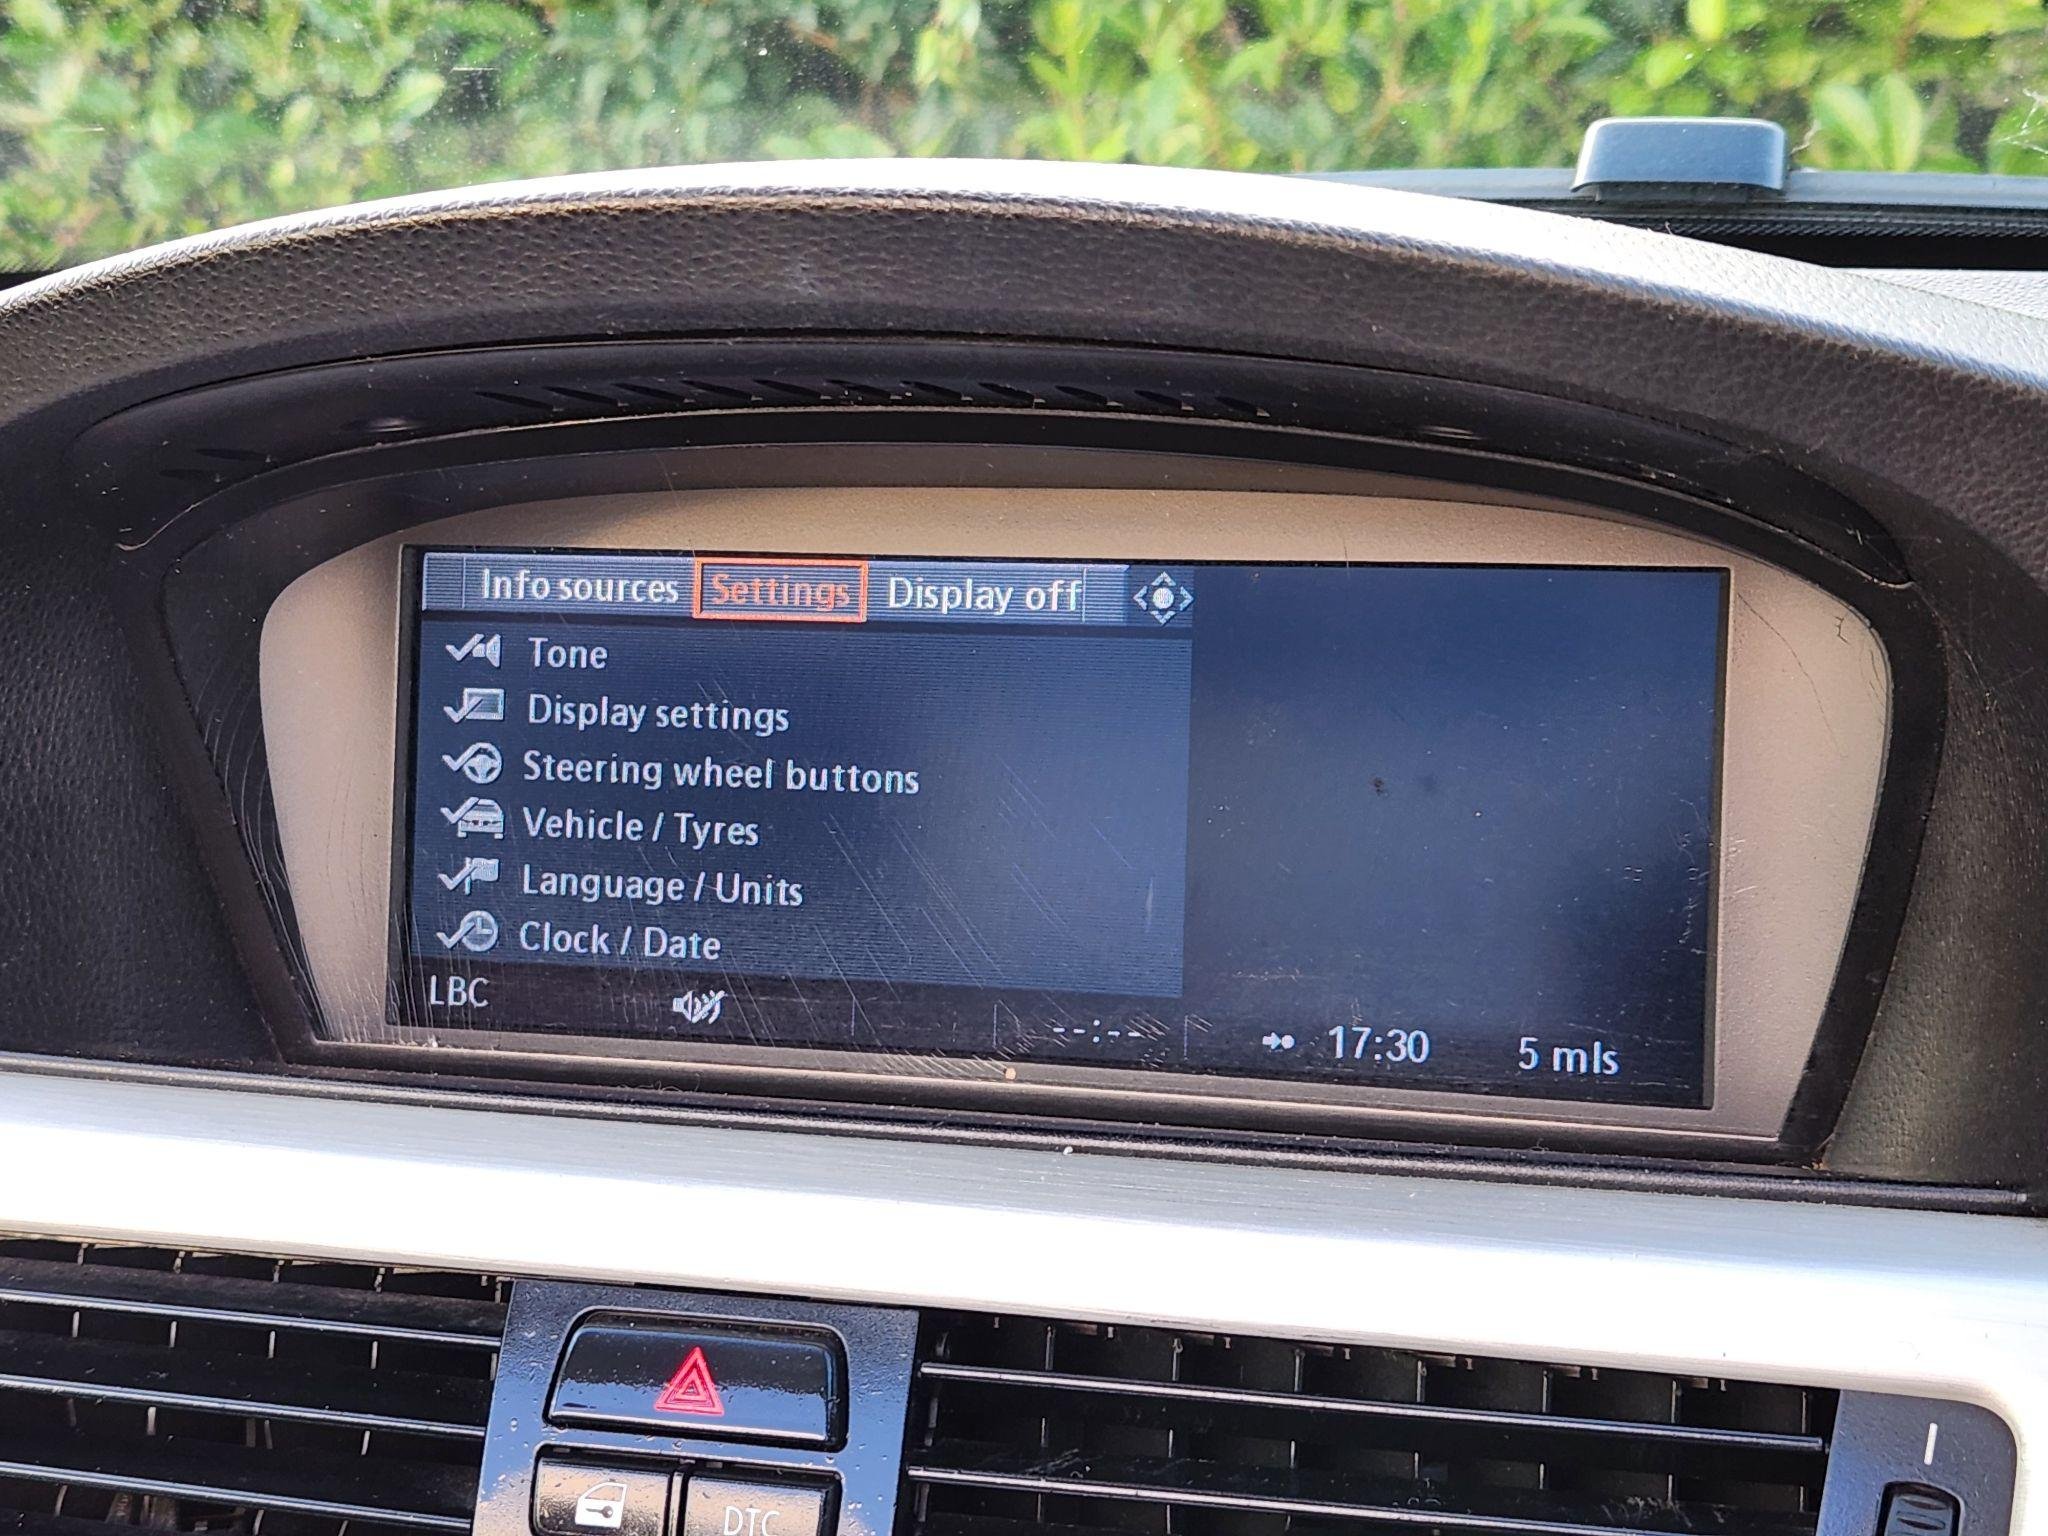 Info sources Settings Display off
Tone
Display settings
Steering wheel buttons
Vehicle / Tyres
Language / Units
Clock / Date
LBC --:-- 17:30 5 mls
DTC